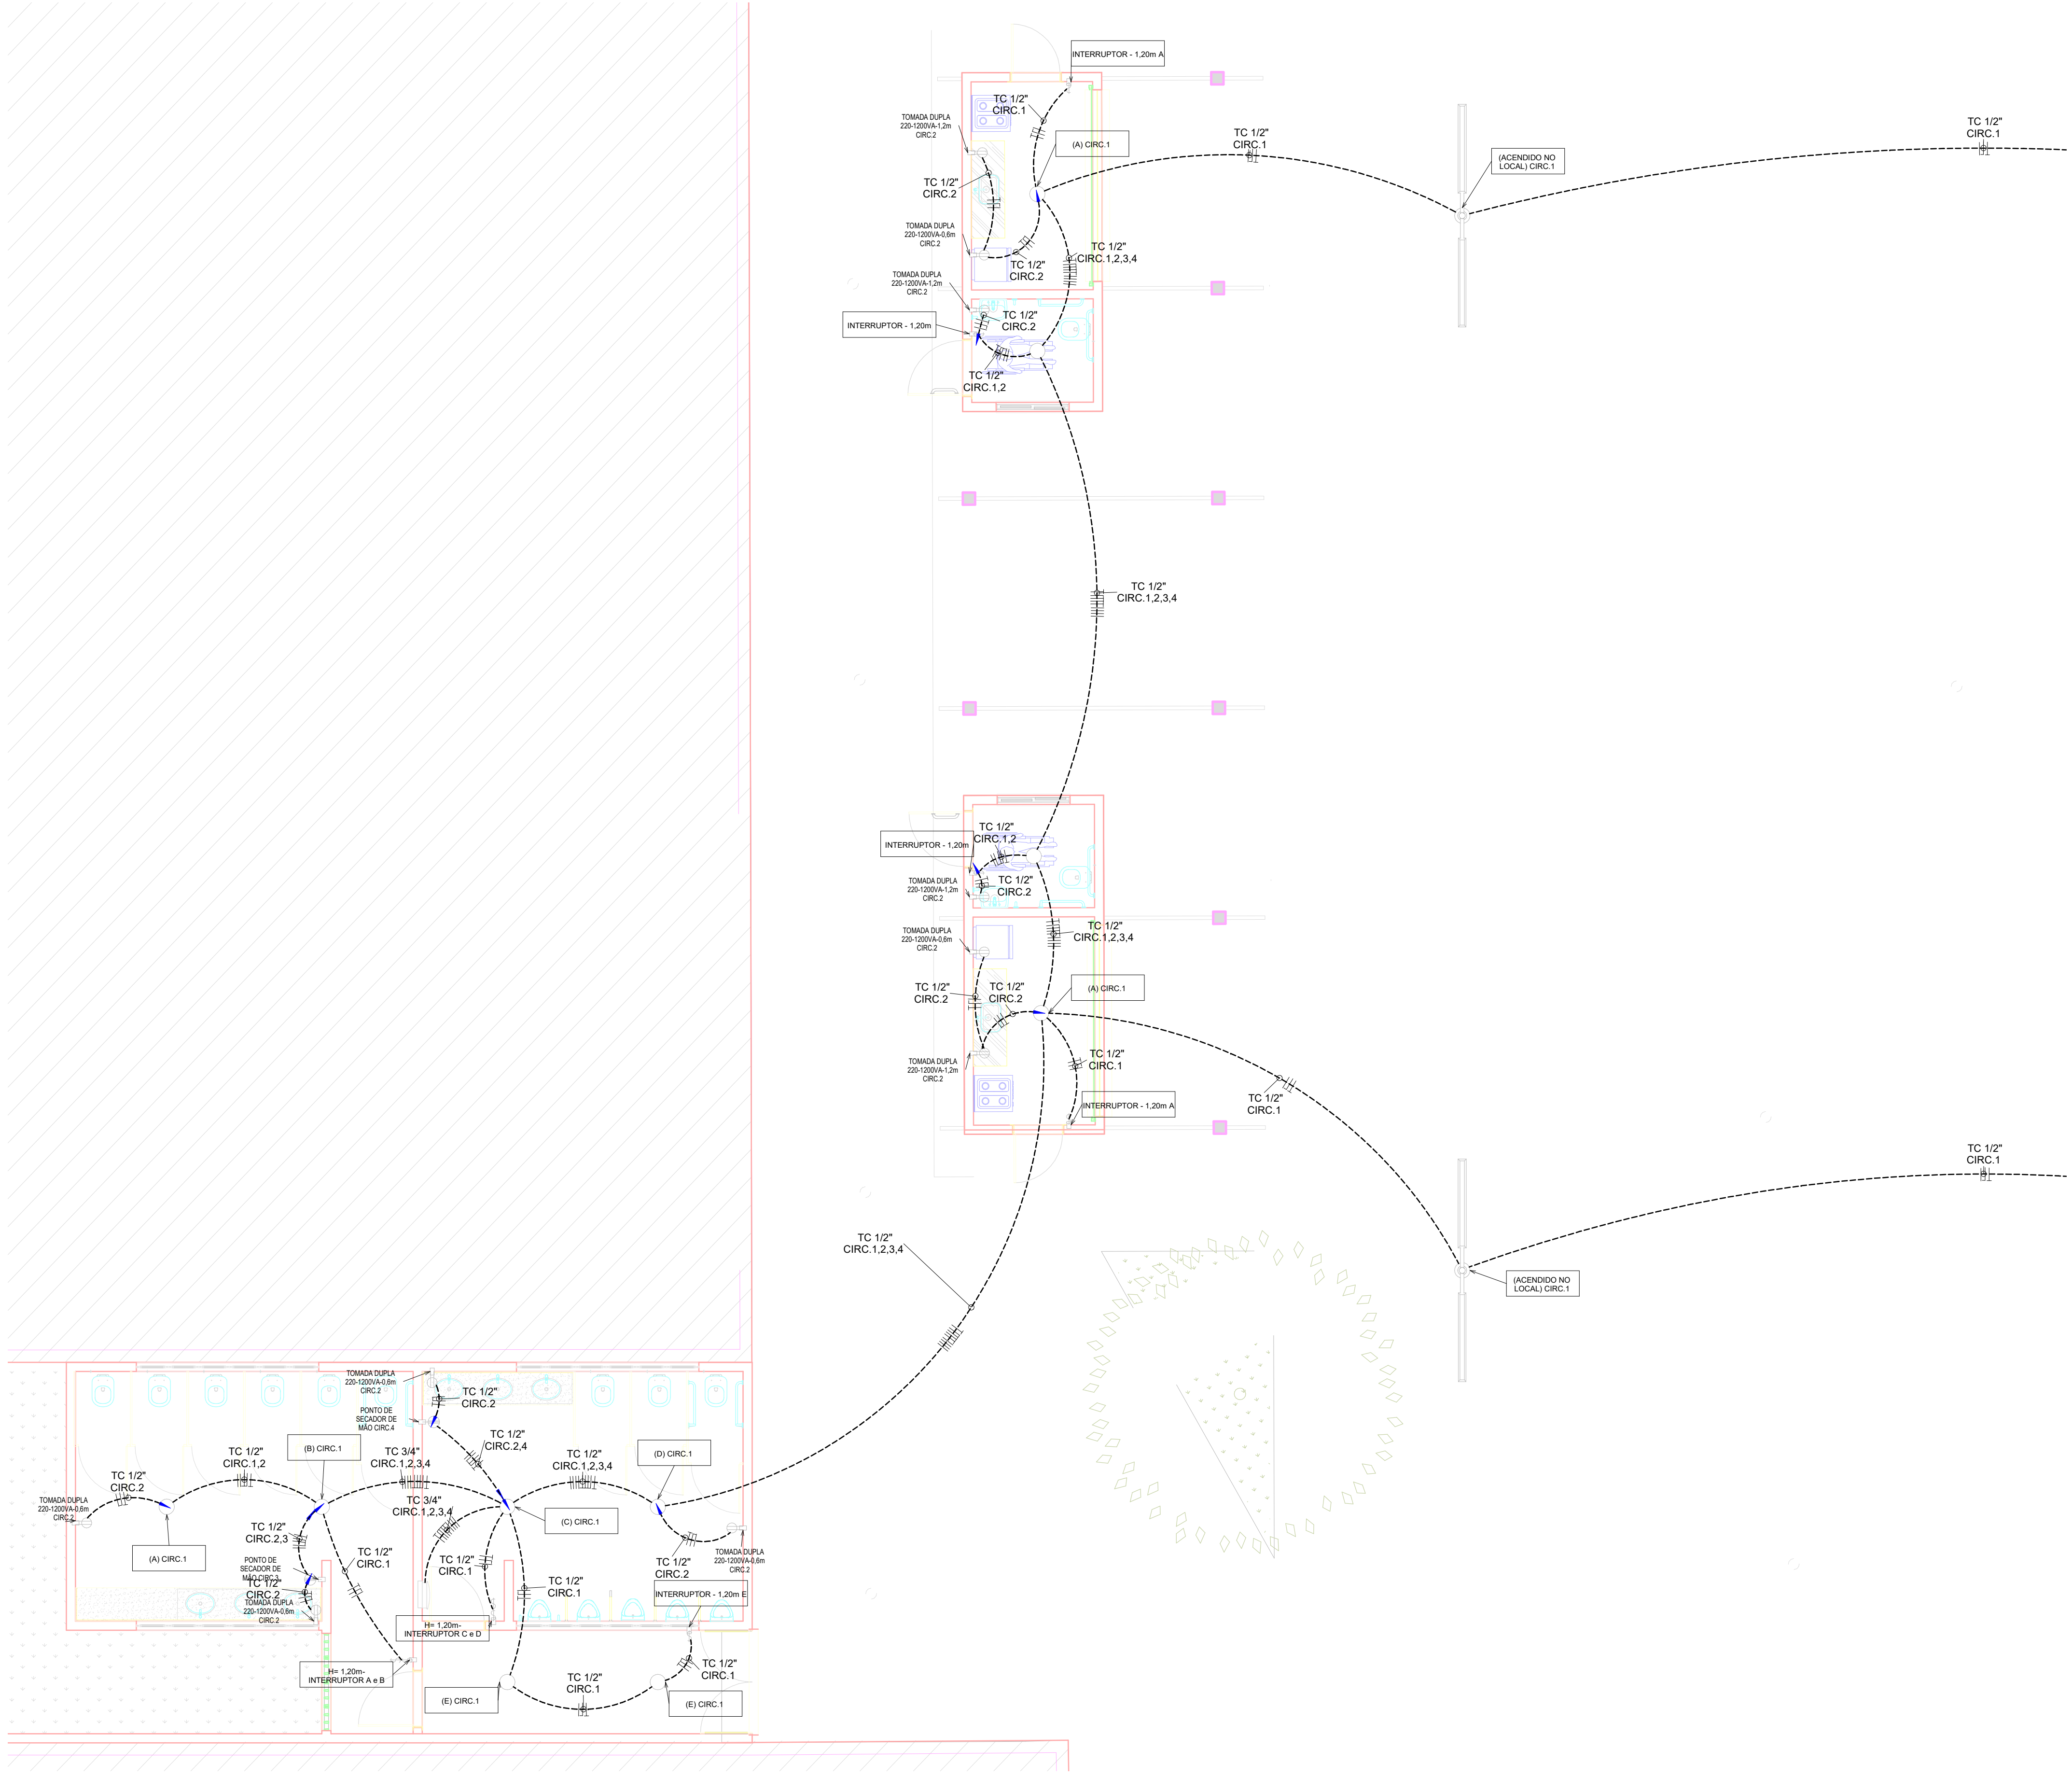 INTERRUPTOR - 1,20m A
TC 1/2"
CIRC.1
TOMADA DUPLA
220-1200VA-1,2m
CIRC.2
(A) CIRC.1
TC 1/2"
CIRC.1
TC 1/2"
CIRC.1
(ACENDIDO NO
LOCAL) CIRC.1
TC 1/2"
CIRC.2
TOMADA DUPLA
220-1200VA-0,6m
CIRC.2
TC 1/2"
CIRC.1,2,3,4
TC 1/2"
CIRC.2
TOMADA DUPLA
220-1200VA-1,2m
CIRC.2
INTERRUPTOR - 1,20m
TC 1/2"
CIRC.2
TC 1/2"
CIRC.1,2
TC 1/2"
CIRC.1,2,3,4
TC 1/2"
CIRC.1,2
INTERRUPTOR - 1,20m
TOMADA DUPLA
220-1200VA-1,2m
CIRC.2
TC 1/2"
CIRC.2
TOMADA DUPLA
220-1200VA-0,6m
CIRC.2
TC 1/2"
CIRC.1,2,3,4
TC 1/2"
CIRC.2
TC 1/2"
CIRC.2
(A) CIRC.1
TOMADA DUPLA
220-1200VA-1,2m
CIRC.2
TC 1/2"
CIRC.1
INTERRUPTOR - 1,20m A
TC 1/2"
CIRC.1
TC 1/2"
CIRC.1
(ACENDIDO NO
LOCAL) CIRC.1
TC 1/2"
CIRC.1,2,3,4
TOMADA DUPLA
220-1200VA-0,6m
CIRC.2
TC 1/2"
CIRC.2
PONTO DE
SECADOR DE
MÃO CIRC.4
TC 1/2"
CIRC.2,4
(B) CIRC.1
TC 1/2"
CIRC.1,2
TC 3/4"
CIRC.1,2,3,4
TC 1/2"
CIRC.1,2,3,4
(D) CIRC.1
TC 1/2"
CIRC.2
TOMADA DUPLA
220-1200VA-0,6m
CIRC.2
TC 3/4"
CIRC.1,2,3,4
(C) CIRC.1
TC 1/2"
CIRC.2,3
(A) CIRC.1
PONTO DE
SECADOR DE
MÃO CIRC.3
TC 1/2"
CIRC.2
TOMADA DUPLA
220-1200VA-0,6m
CIRC.2
TC 1/2"
CIRC.1
TC 1/2"
CIRC.1
TC 1/2"
CIRC.1
TC 1/2"
CIRC.2
TOMADA DUPLA
220-1200VA-0,6m
CIRC.2
INTERRUPTOR - 1,20m E
H= 1,20m-
INTERRUPTOR C e D
H= 1,20m-
INTERRUPTOR A e B
TC 1/2"
CIRC.1
TC 1/2"
CIRC.1
(E) CIRC.1
(E) CIRC.1